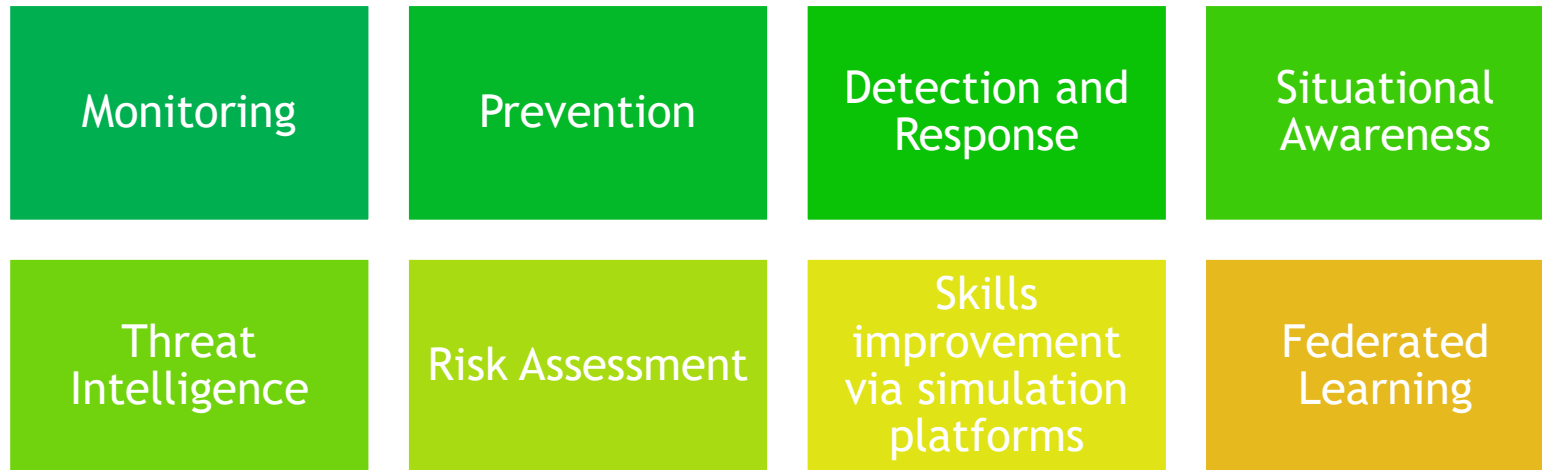 Monitoring
Prevention
Detection and
Response
Situational
Awareness
Threat
Intelligence
Risk Assessment
Skills
improvement
via simulation
platforms
Federated
Learning